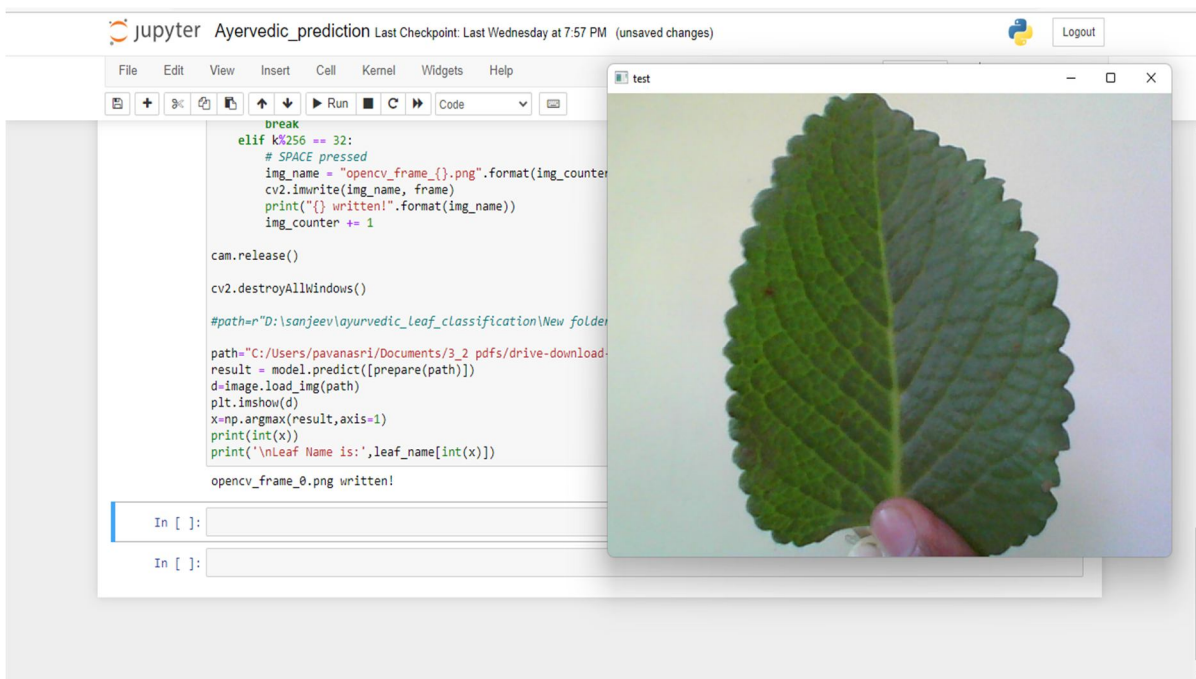 jupyter Ayervedic_prediction Last Checkpoint: Last Wednesday at 7:57 PM (unsaved changes)
Logout
File Edit View Insert Cell Kernel Widgets Help
Run
Code
test
break
elif k%256 == 32:
# SPACE pressed
img_name = "opencv_frame_{}.png".format(img_counter
cv2.imwrite(img_name, frame)
print("{} written!".format(img_name))
img_counter += 1
cam.release()
cv2.destroyAllWindows()
#path=r"D:\sanjeev\ayurvedic_leaf_classification\New folder
path="C:/Users/pavanasri/Documents/3_2 pdfs/drive-download-
result = model.predict([prepare(path)])
d=image.load_img(path)
plt.imshow(d)
x=np.argmax(result,axis=1)
print(int(x))
print('\nLeaf Name is:',leaf_name[int(x)])
opencv_frame_0.png written!
In [ ]:
In [ ]: